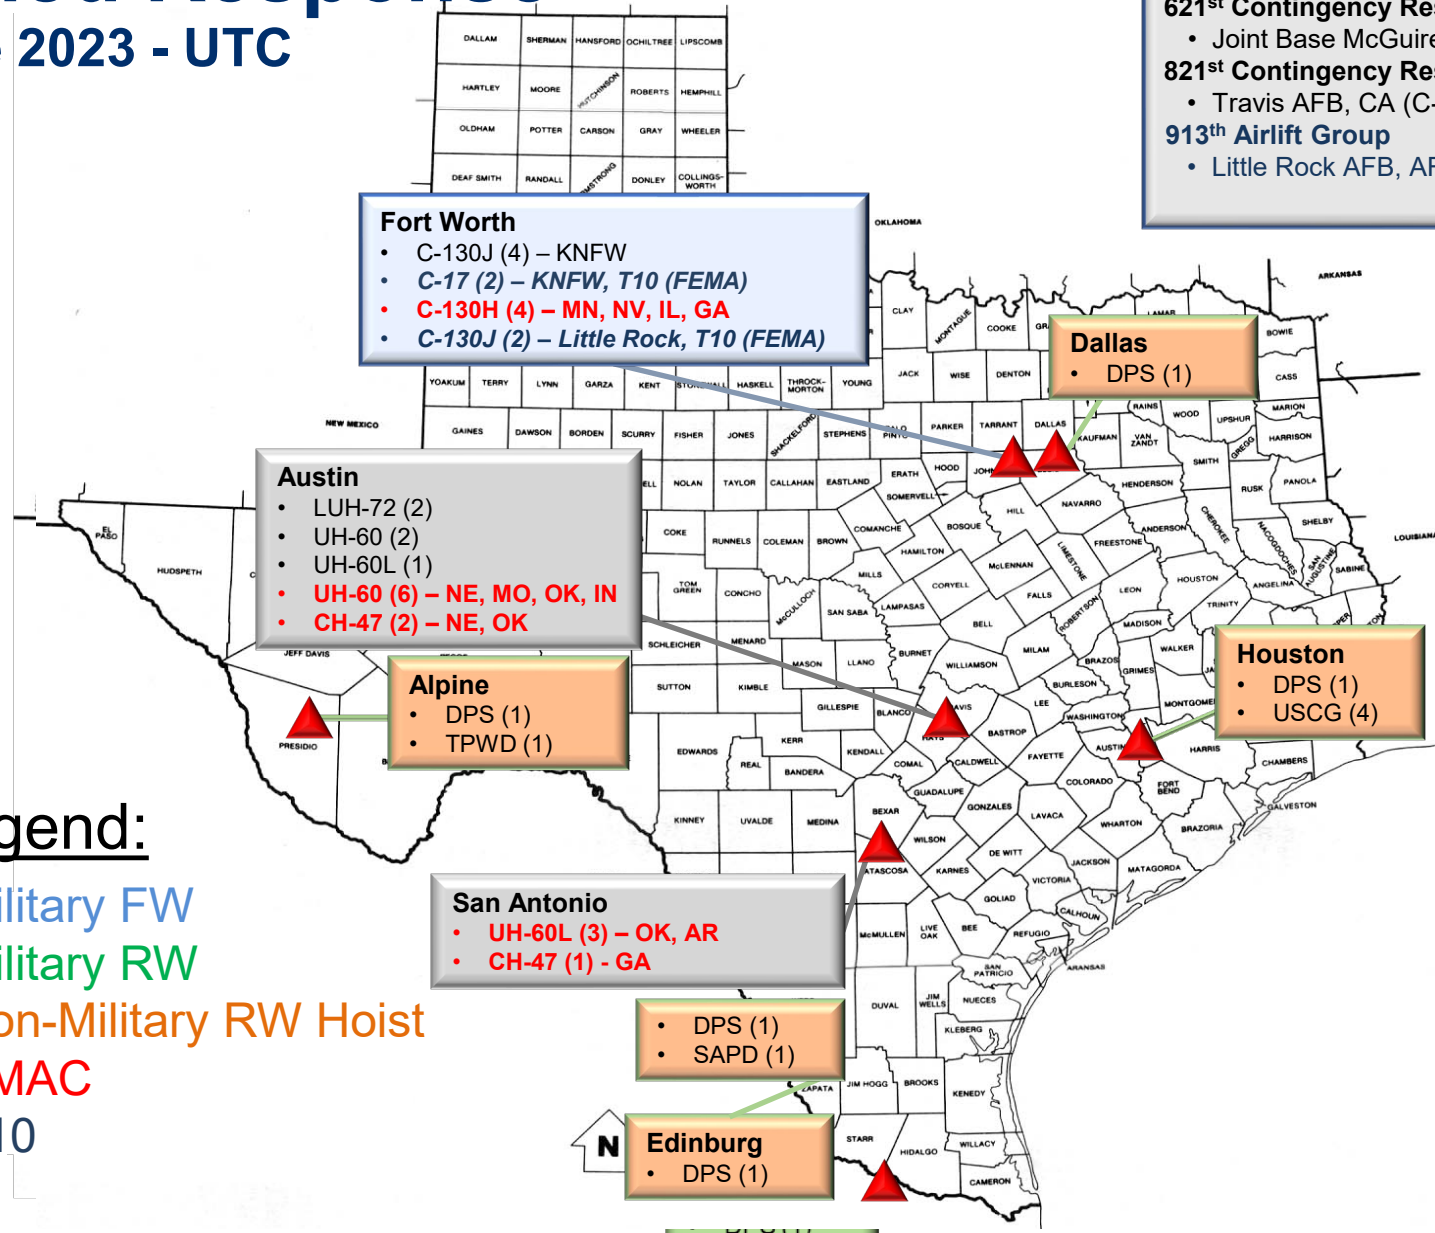 2023 - UTC
621st Contingency
• Joint Base McGuire
821st Contingency
• Travis AFB, CA
913th Airlift Group
• Little Rock AFB,
DALLAM SHERMAN HANSFORD OCHILTREE LIPSCOMB
HARTLEY MOORE HUTCHINSON ROBERTS HEMPHILL
OLDHAM POTTER CARSON GRAY WHEELER
DEAF SMITH RANDALL DONLEY COLLINGS-
WORTH
OKLAHOMA
ARKANSAS
NEW MEXICO
Fort Worth
• C-130J (4) – KNFW
• C-17 (2) – KNFW, T10 (FEMA)
• C-130H (4) – MN, NV, IL, GA
• C-130J (2) – Little Rock, T10 (FEMA)
CLAY MONTAGUE COOKE LAMAR BOWIE
Dallas
• DPS (1)
YOAKUM TERRY LYNN GARZA KENT STONEWALL HASKELL THROCK-
MORTON YOUNG JACK WISE DENTON CASS
RAINS WOOD UPSHUR MARION
GAINES DAWSON BORDEN SCURRY FISHER JONES SHACKELFORD STEPHENS PALO
PINTO PARKER TARRANT DALLAS KAUFMAN VAN
ZANDT GREGG HARRISON
SMITH
Austin
• LUH-72 (2)
• UH-60 (2)
• UH-60L (1)
• UH-60 (6) – NE, MO, OK, IN
• CH-47 (2) – NE, OK
NOLAN TAYLOR CALLAHAN EASTLAND ERATH HOOD HENDERSON RUSK PANOLA
SOMERVELL NAVARRO
EL
PASO
HUDSPETH
COKE RUNNELS COLEMAN BROWN COMANCHE BOSQUE HILL FREESTONE ANDERSON CHEROKEE NACOGDOCHES SHELBY
LOUISIANA
HAMILTON McLENNAN LIMESTONE SAN
AUGUSTINE SABINE
TOM
GREEN CONCHO McCULLOCH SAN SABA MILLS LAMPASAS CORYELL FALLS LEON HOUSTON ANGELINA
BELL ROBERTSON MADISON TRINITY
JEFF DAVIS
SCHLEICHER MENARD MASON LLANO BURNET WILLIAMSON MILAM BRAZOS GRIMES WALKER
Alpine
• DPS (1)
• TPWD (1)
Houston
• DPS (1)
• USCG (4)
SUTTON KIMBLE GILLESPIE BLANCO BURLESON LEE WASHINGTON
PRESIDIO
EDWARDS KERR KENDALL HAYS BASTROP FAYETTE AUSTIN HARRIS
REAL BANDERA COMAL CALDWELL COLORADO FORT
BEND CHAMBERS
GALVESTON
KINNEY UVALDE MEDINA BEXAR GUADALUPE GONZALES LAVACA WHARTON BRAZORIA
WILSON DE WITT JACKSON MATAGORDA
ATASCOSA KARNES VICTORIA
GOLIAD CALHOUN
San Antonio
• UH-60L (3) – OK, AR
• CH-47 (1) - GA
McMULLEN LIVE
OAK BEE REFUGIO
SAN
PATRICIO ARANSAS
DUVAL JIM
WELLS NUECES
KLEBERG
• DPS (1)
• SAPD (1)
ZAPATA JIM HOGG BROOKS KENEDY
N
Edinburg
• DPS (1)
STARR HIDALGO WILLACY
CAMERON
FW
RW
RW Hoist